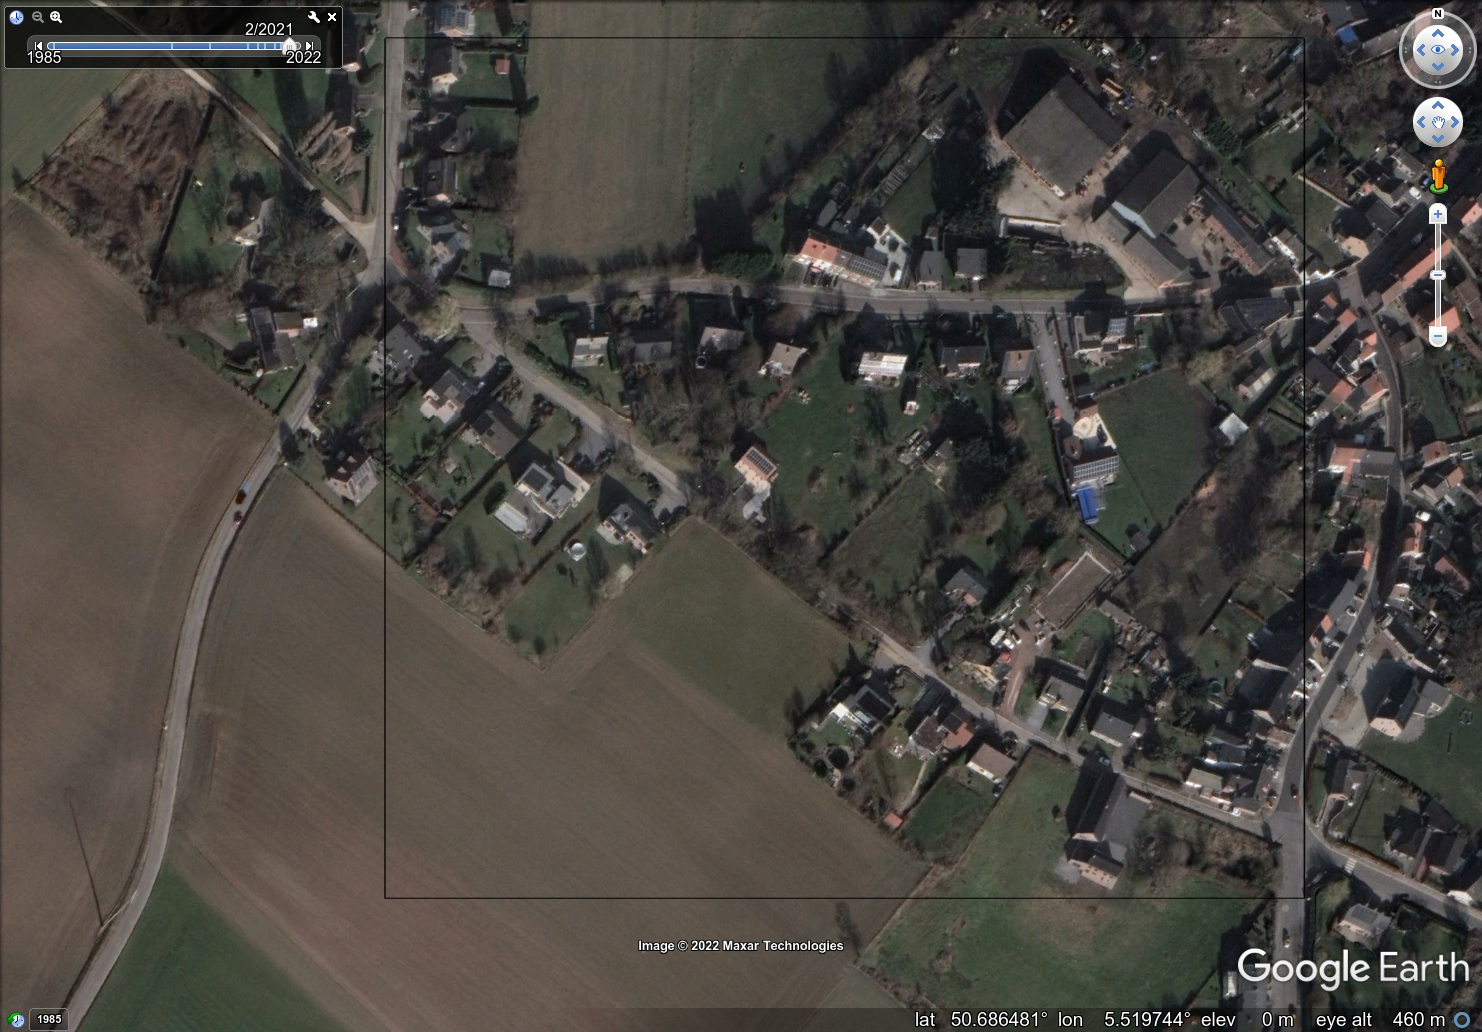 2/2021
1985
2022
N
Image © 2022 Maxar Technologies
Google Earth
1985
lat 50.686481° lon 5.519744° elev 0 m eye alt 460 m